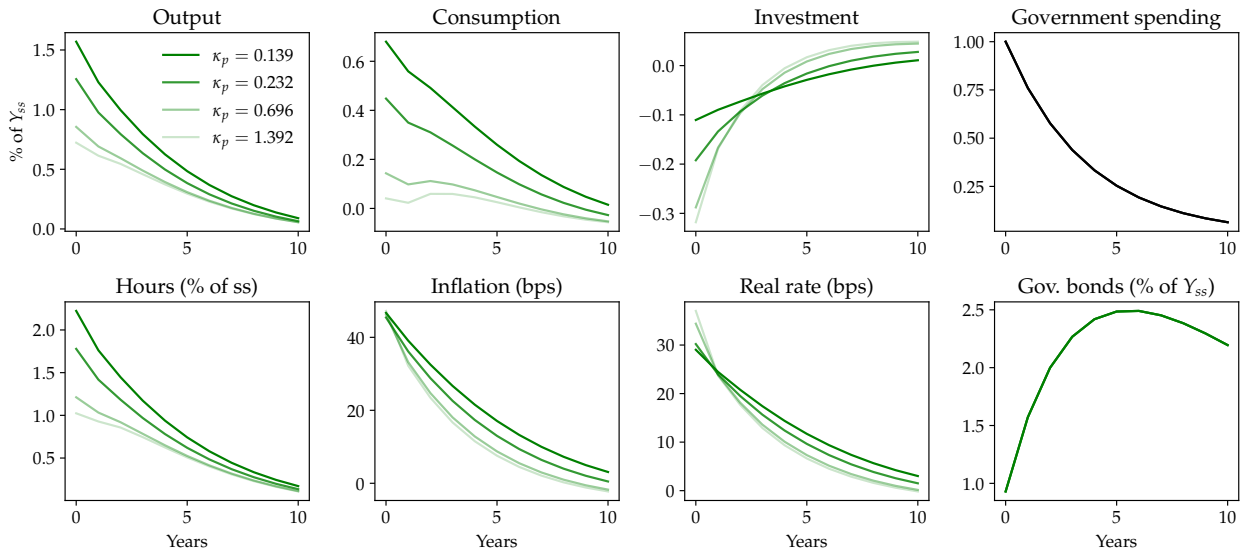 Output
Consumption
Investment
Government spending
% of Y_ss
1.5
1.0
0.5
0.0
κ_p = 0.139
κ_p = 0.232
κ_p = 0.696
κ_p = 1.392
0.6
0.4
0.2
0.0
0.0
−0.1
−0.2
−0.3
1.00
0.75
0.50
0.25
0 5 10
0 5 10
0 5 10
0 5 10
Hours (% of ss)
Inflation (bps)
Real rate (bps)
Gov. bonds (% of Y_ss)
2.0
1.5
1.0
0.5
40
20
0
30
20
10
0
2.5
2.0
1.5
1.0
0 5 10
0 5 10
0 5 10
0 5 10
Years
Years
Years
Years